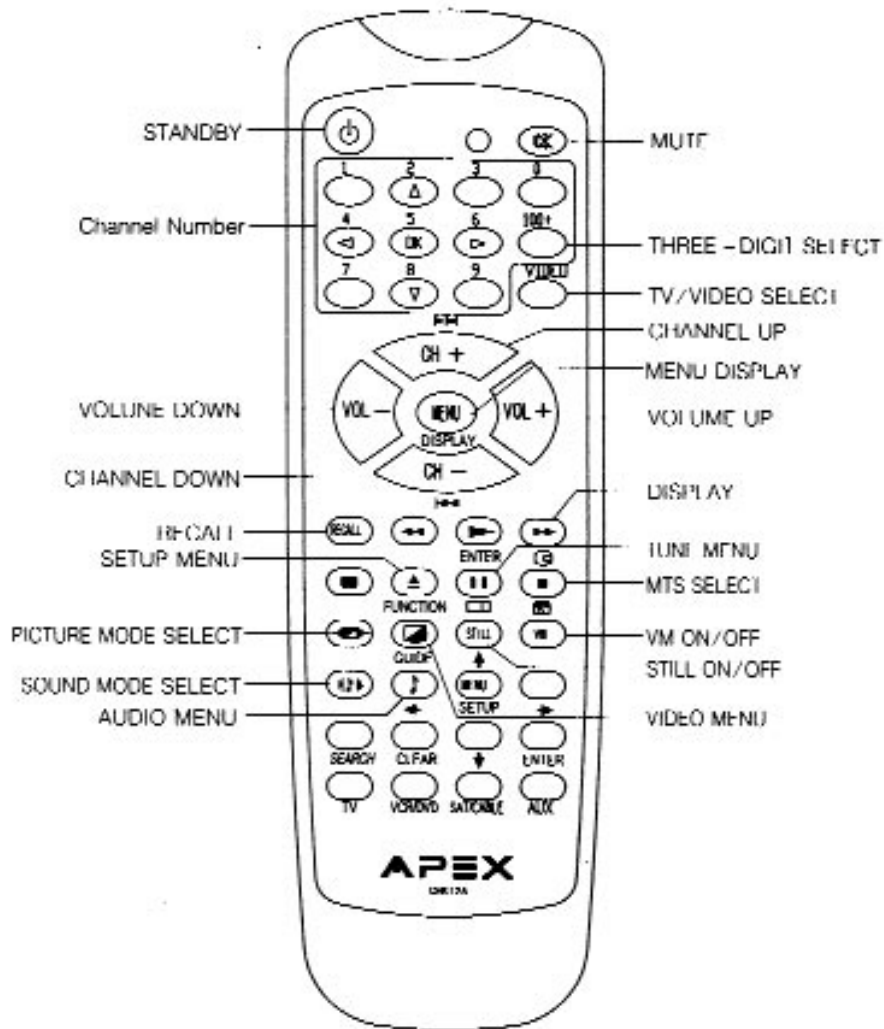 STANDBY
MUTE
1 2 3 0
Channel Number
4 5 6 100+
OK
THREE-DIGIT SELECT
7 8 9 VIDEO
TV/VIDEO SELECT
CHANNEL UP
CH +
MENU DISPLAY
VOLUNE DOWN
VOL - MENU VOL +
VOLUME UP
DISPLAY
CH -
CHANNEL DOWN
DISPLAY
RECALL
RECALL
ENTER
TUNE MENU
SETUP MENU
MTS SELECT
FUNCTION
PICTURE MODE SELECT
STILL VM
VM ON/OFF
GUIDE
STILL ON/OFF
SOUND MODE SELECT
MENU
AUDIO MENU
SETUP
VIDEO MENU
SEARCH CLEAR ENTER
TV VCR/DVD SAT/CABLE AUX
APEX